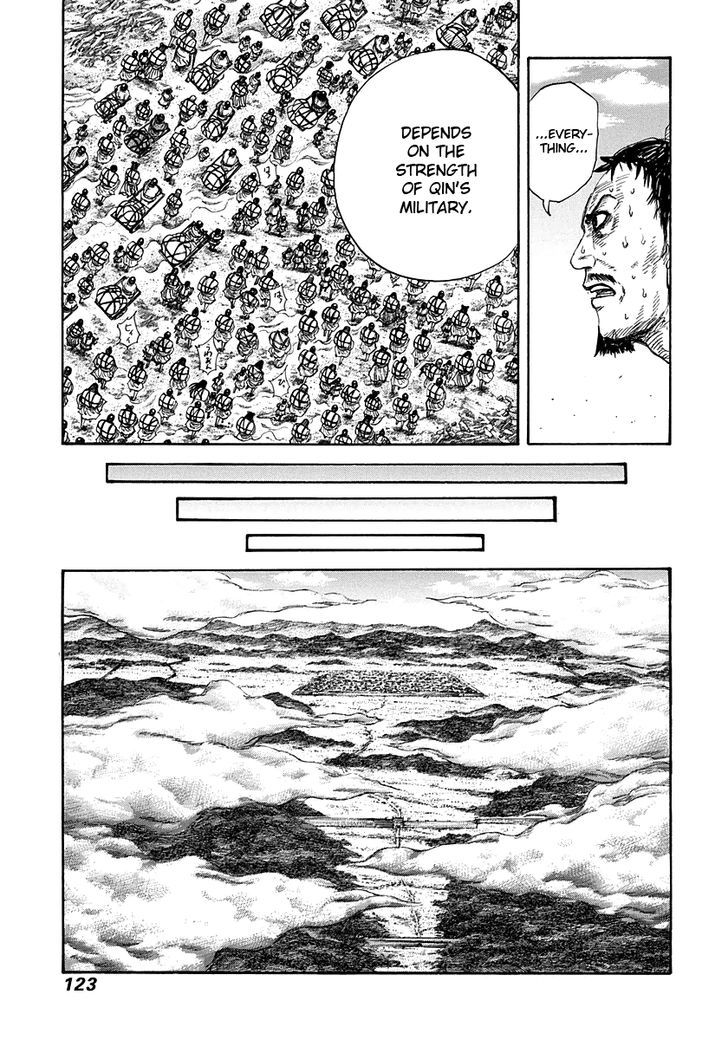 ...EVERY-
THING...
DEPENDS
ON THE
STRENGTH
OF QIN'S
MILITARY.
123